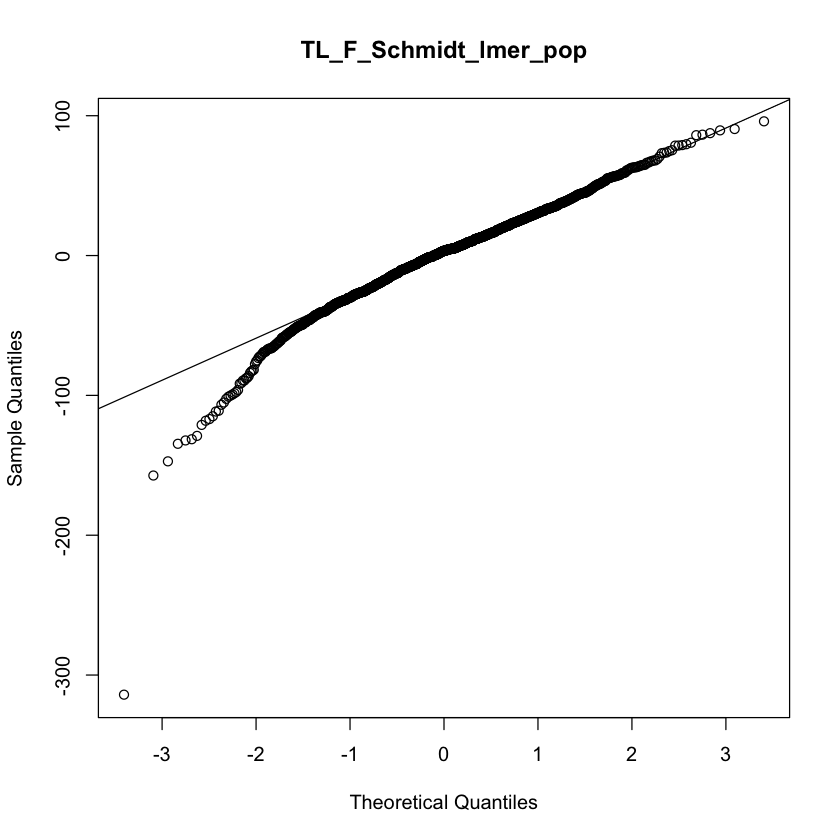 TL_F_Schmidt_lmer_pop
100
0
-100
-200
-300
Sample Quantiles
-3 -2 -1 0 1 2 3
Theoretical Quantiles